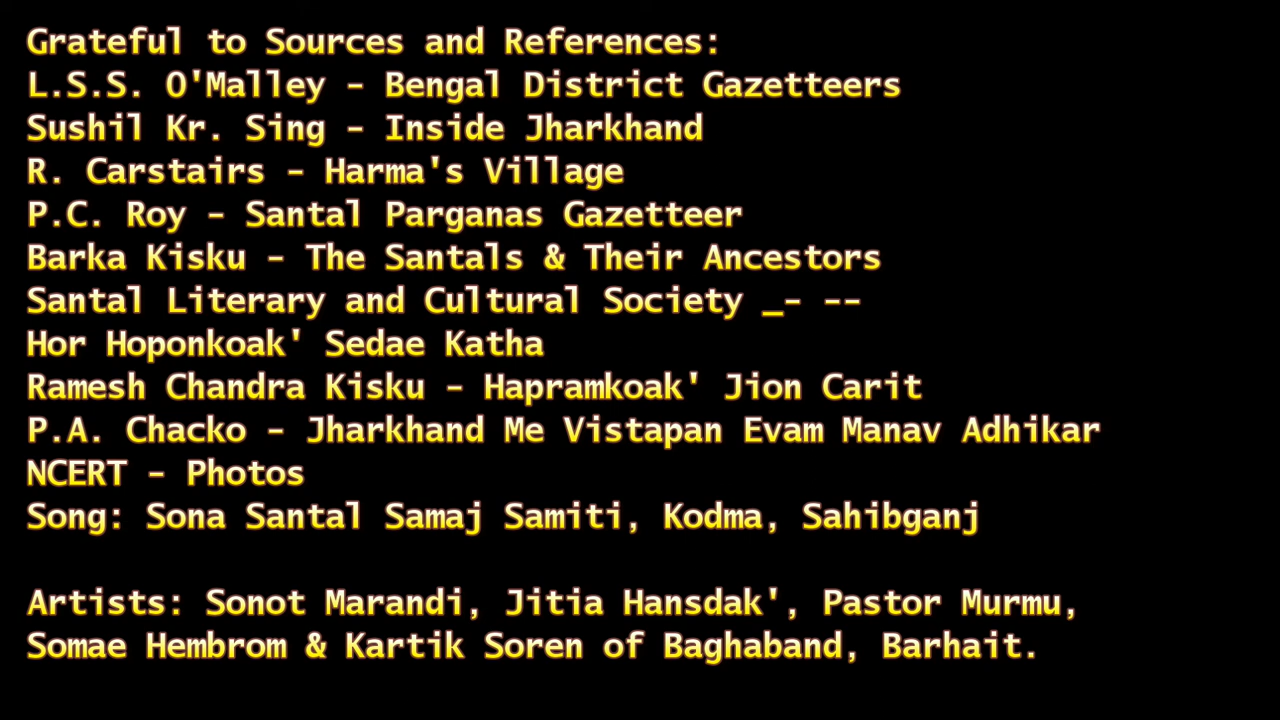 Grateful to Sources and References:
L.S.S. O'Malley - Bengal District Gazetteers
Sushil Kr. Sing - Inside Jharkhand
R. Carstairs - Harma's Village
P.C. Roy - Santal Parganas Gazetteer
Barka Kisku - The Santals & Their Ancestors
Santal Literary and Cultural Society _- --
Hor Hoponkoak' Sedae Katha
Ramesh Chandra Kisku - Hapramkoak' Jion Carit
P.A. Chacko - Jharkhand Me Vistapan Evam Manav Adhikar
NCERT - Photos
Song: Sona Santal Samaj Samiti, Kodma, Sahibganj
Artists: Sonot Marandi, Jitia Hansdak', Pastor Murmu,
Somae Hembrom & Kartik Soren of Baghaband, Barhait.